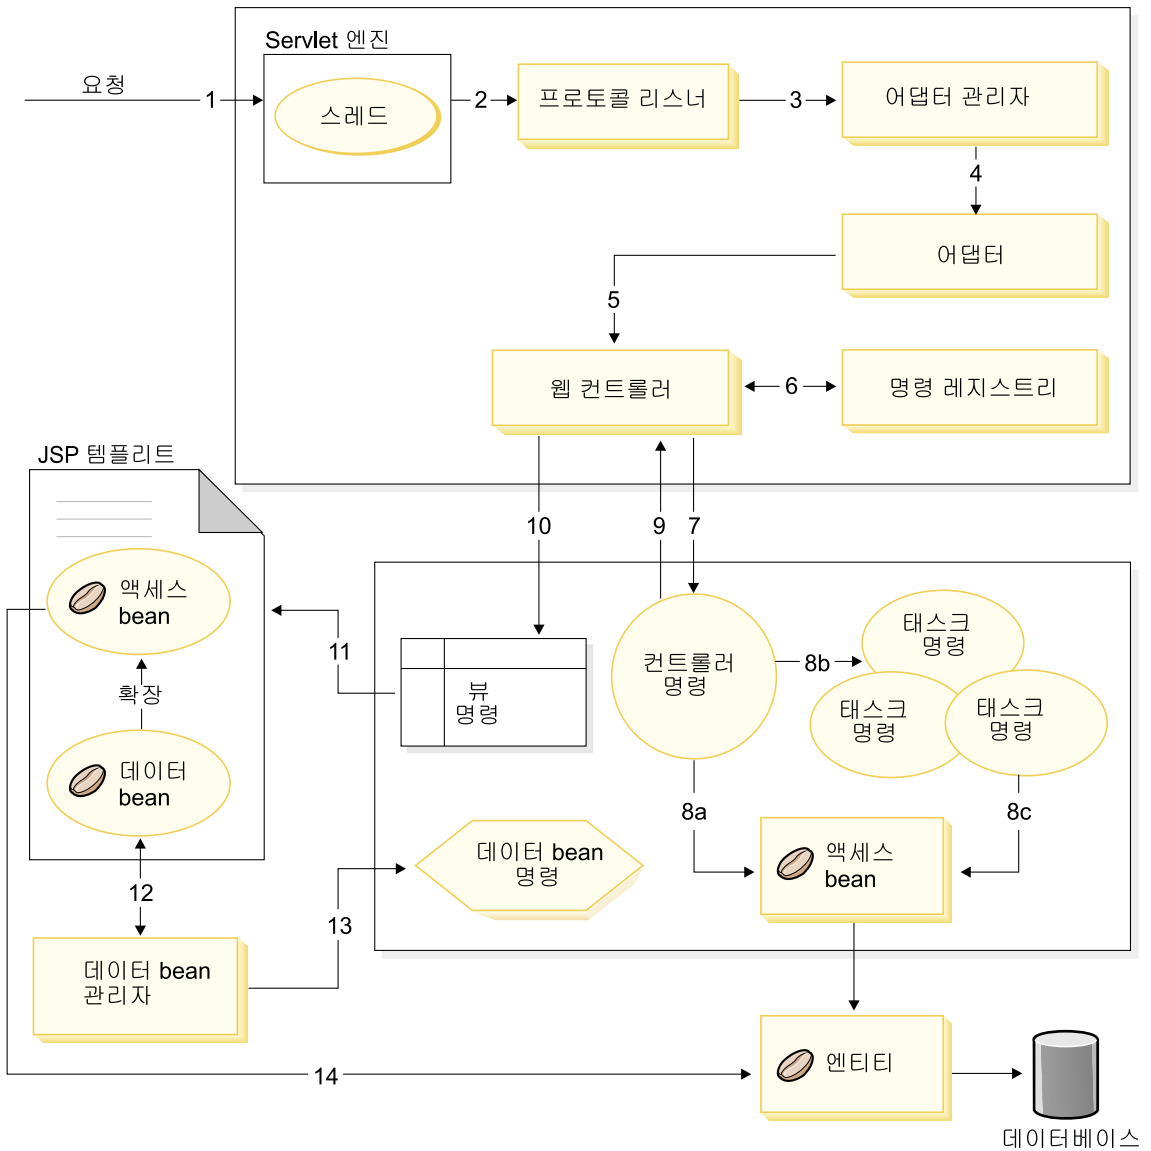 Servlet 엔진
요청
1
스레드
2
프로토콜 리스너
3
어댑터 관리자
4
어댑터
5
웹 컨트롤러
6
명령 레지스트리
JSP 템플리트
10
9
7
액세스
bean
확장
데이터
bean
11
뷰
명령
컨트롤러
명령
8b
태스크
명령
태스크
명령
태스크
명령
8a
8c
데이터 bean
명령
액세스
bean
12
13
데이터 bean
관리자
14
엔티티
데이터베이스